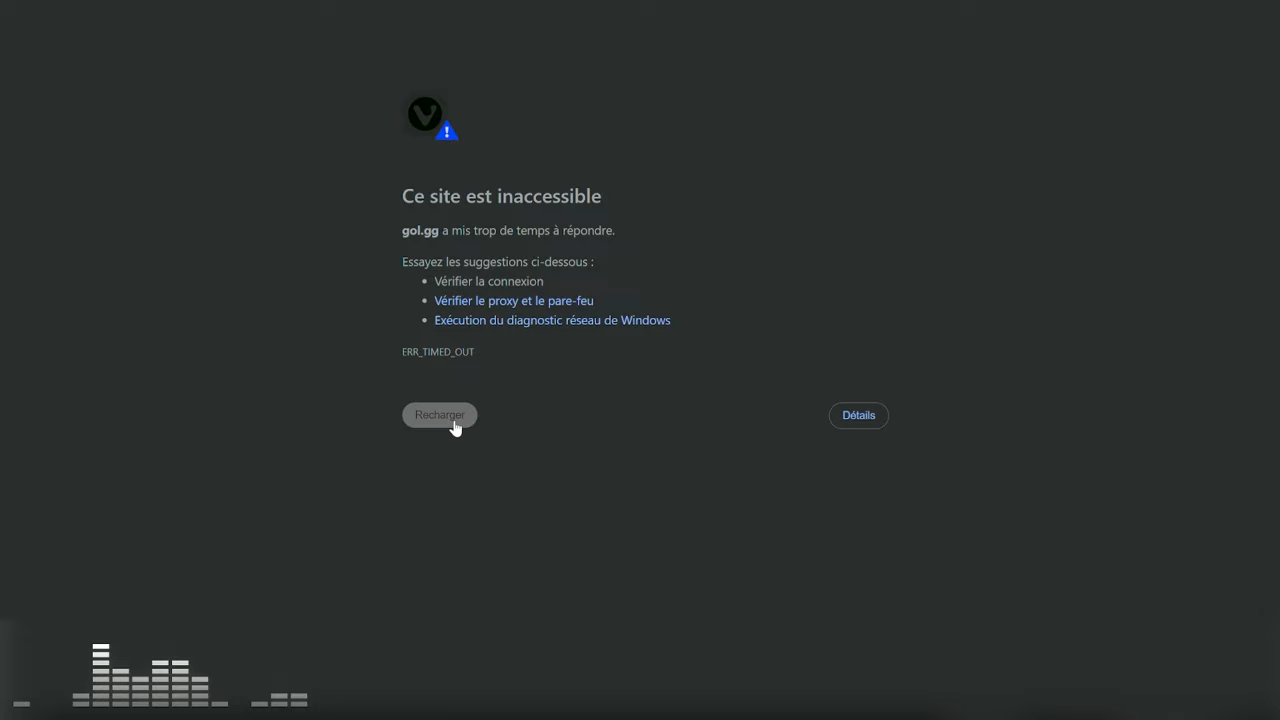 Ce site est inaccessible
gol.gg a mis trop de temps à répondre.
Essayez les suggestions ci-dessous :
Vérifier la connexion
Vérifier le proxy et le pare-feu
Exécution du diagnostic réseau de Windows
ERR_TIMED_OUT
Recharger
Détails